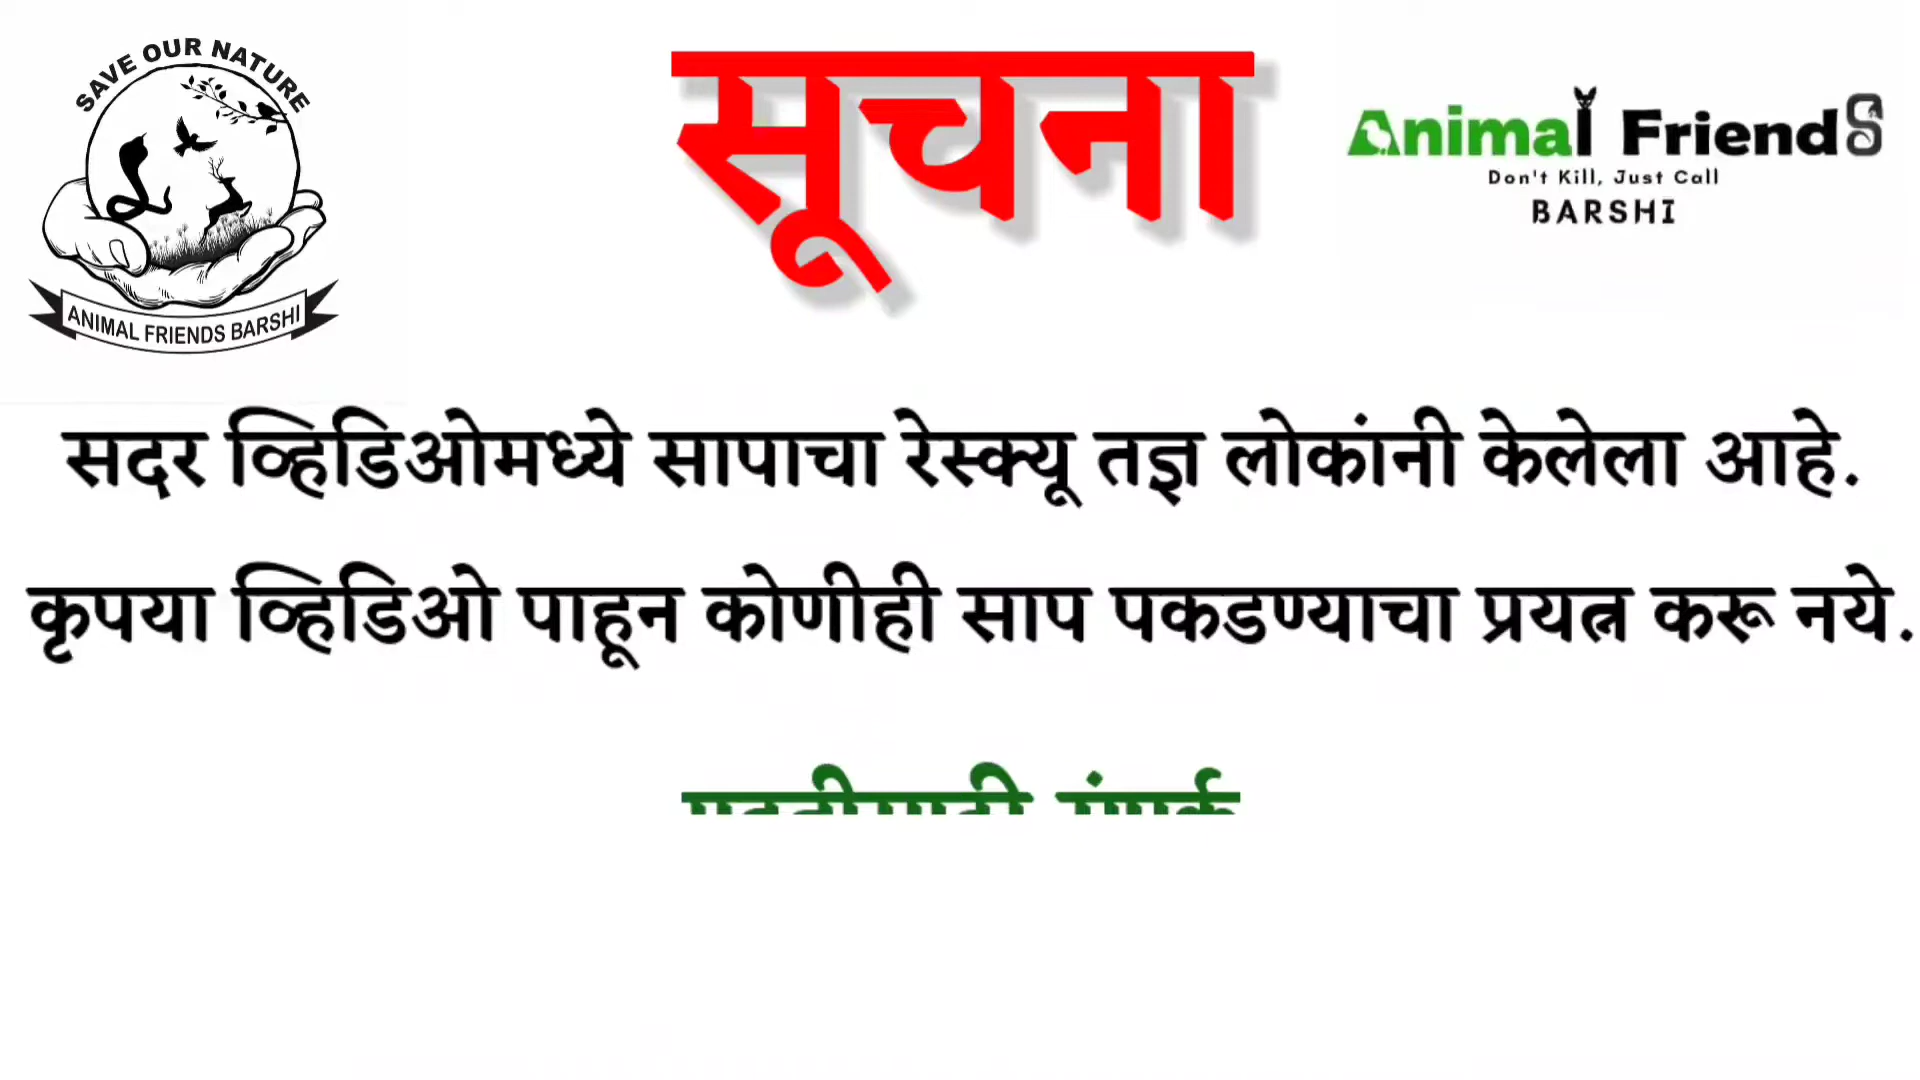 SAVE OUR NATURE
ANIMAL FRIENDS BARSHI
सूचना
Animal Friends
Don't Kill, Just Call
BARSHI
सदर व्हिडिओमध्ये सापाचा रेस्क्यू तज्ञ लोकांनी केलेला आहे.
कृपया व्हिडिओ पाहून कोणीही साप पकडण्याचा प्रयत्न करू नये.